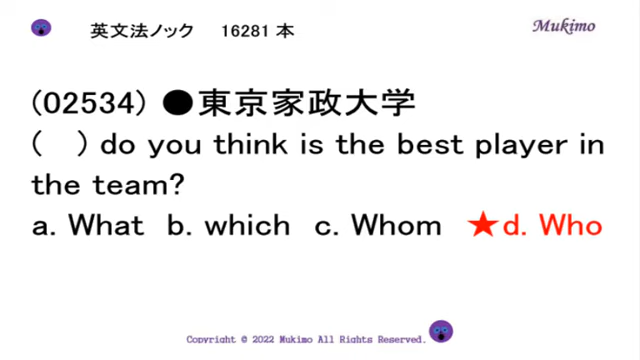 英文法ノック 16281 本
Mukimo
(02534) ●東京家政大学
(　) do you think is the best player in
the team?
a. What b. which c. Whom ★d. Who
Copyright © 2022 Mukimo All Rights Reserved.